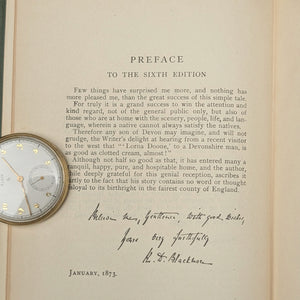 PREFACE
TO THE SIXTH EDITION
FEW things have surprised me more, and nothing has
more pleased me, than the great success of this simple tale.
For truly it is a grand success to win the attention and
kind regard, not of the general public only, but also of
those who are at home with the scenery, people, life, and lan-
guage, wherein a native cannot always satisfy the natives.
Therefore any son of Devon may imagine, and will not
grudge, the Writer's delight at hearing from a recent visitor
to the west that "'Lorna Doone,' to a Devonshire man, is
as good as clotted cream, almost!"
Although not half so good as that, it has entered many a
tranquil, happy, pure, and hospitable home, and the author,
while deeply grateful for this genial reception, ascribes it
partly to the fact that his story contains no word or thought
disloyal to its birthright in the fairest county of England.
Gentlemen, with good
Yours very faithfully
R. D. Blackmore
JANUARY, 1873.